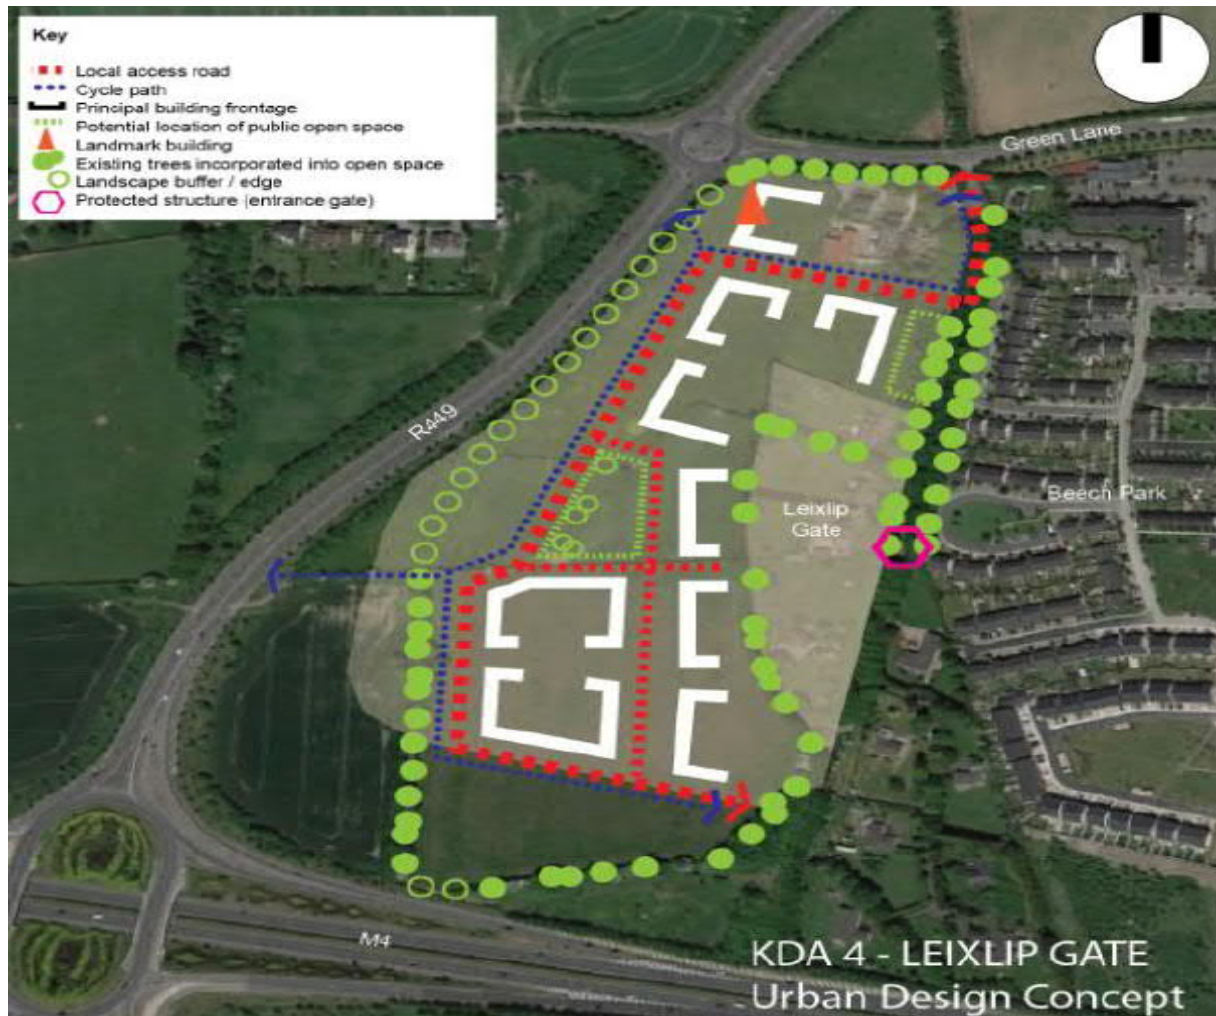 Key
Local access road
Cycle path
Principal building frontage
Potential location of public open space
Landmark building
Existing trees incorporated into open space
Landscape buffer / edge
Protected structure (entrance gate)
Green Lane
R449
Beech Park
Leixlip
Gate
M4
KDA 4 - LEIXLIP GATE
Urban Design Concept